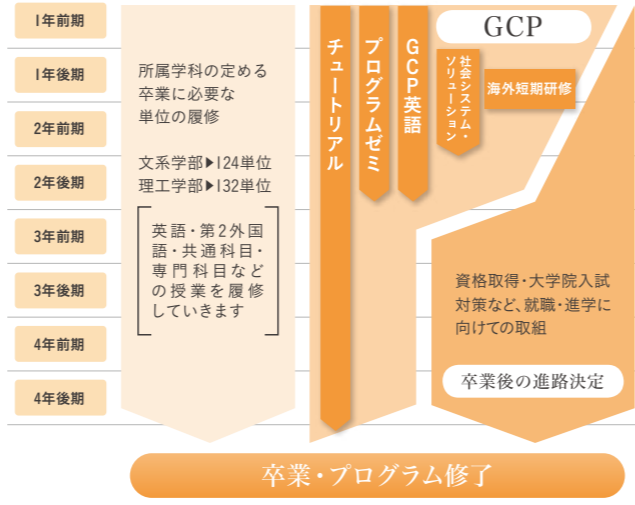 1年前期
1年後期
2年前期
2年後期
3年前期
3年後期
4年前期
4年後期
所属学科の定める
卒業に必要な
単位の履修
文系学部▶124単位
理工学部▶132単位
英語・第2外国
語・共通科目・
専門科目など
の授業を履修
していきます
GCP
チュートリアル
プログラムゼミ
GCP英語
社会システム・
ソリューション
海外短期研修
資格取得・大学院入試
対策など、就職・進学に
向けての取組
卒業後の進路決定
卒業・プログラム修了